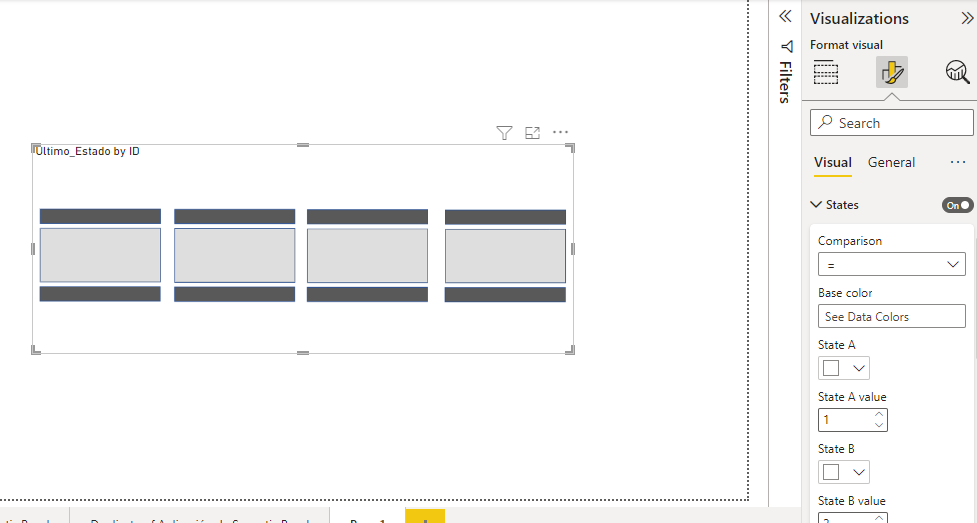 Visualizations
Format visual
Filters
Search
Visual
General
Ultimo_Estado by ID
States
On
Comparison
=
Base color
See Data Colors
State A
State A value
1
State B
State B value